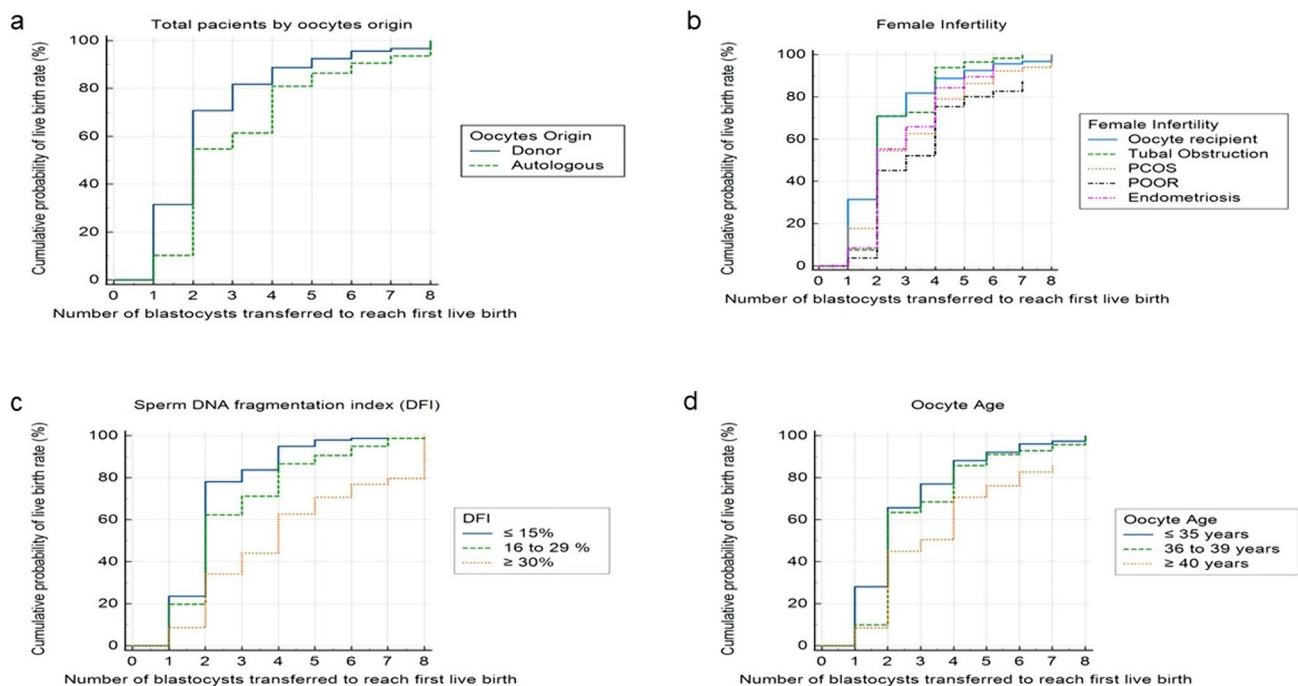 a
Total pacients by oocytes origin
Cumulative probability of live birth rate (%)
100
80
60
40
20
0
0 1 2 3 4 5 6 7 8
Number of blastocysts transferred to reach first live birth
Oocytes Origin
Donor
Autologous
b
Female Infertility
Cumulative probability of live birth rate (%)
100
80
60
40
20
0
0 1 2 3 4 5 6 7 8
Number of blastocysts transferred to reach first live birth
Female Infertility
Oocyte recipient
Tubal Obstruction
PCOS
POOR
Endometriosis
c
Sperm DNA fragmentation index (DFI)
Cumulative probability of live birth rate (%)
100
80
60
40
20
0
0 1 2 3 4 5 6 7 8
Number of blastocysts transferred to reach first live birth
DFI
≤ 15%
16 to 29 %
≥ 30%
d
Oocyte Age
Cumulative probability of live birth rate (%)
100
80
60
40
20
0
0 1 2 3 4 5 6 7 8
Number of blastocysts transferred to reach first live birth
Oocyte Age
≤ 35 years
36 to 39 years
≥ 40 years